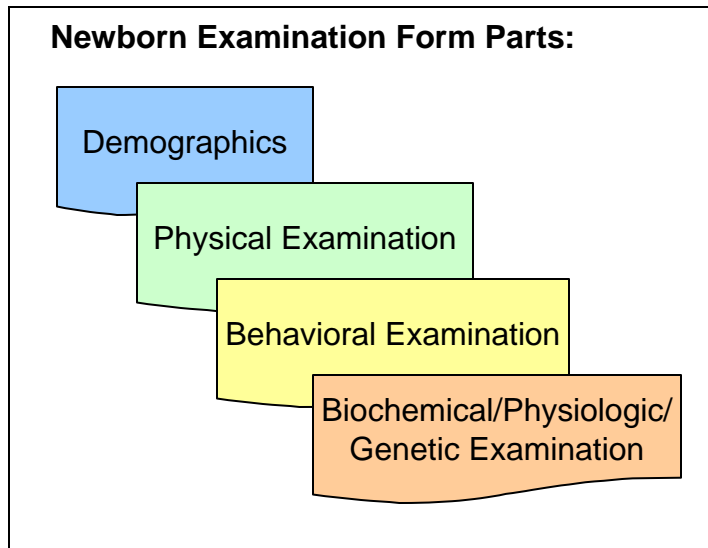 Newborn Examination Form Parts:
Demographics
Physical Examination
Behavioral Examination
Biochemical/Physiologic/
Genetic Examination